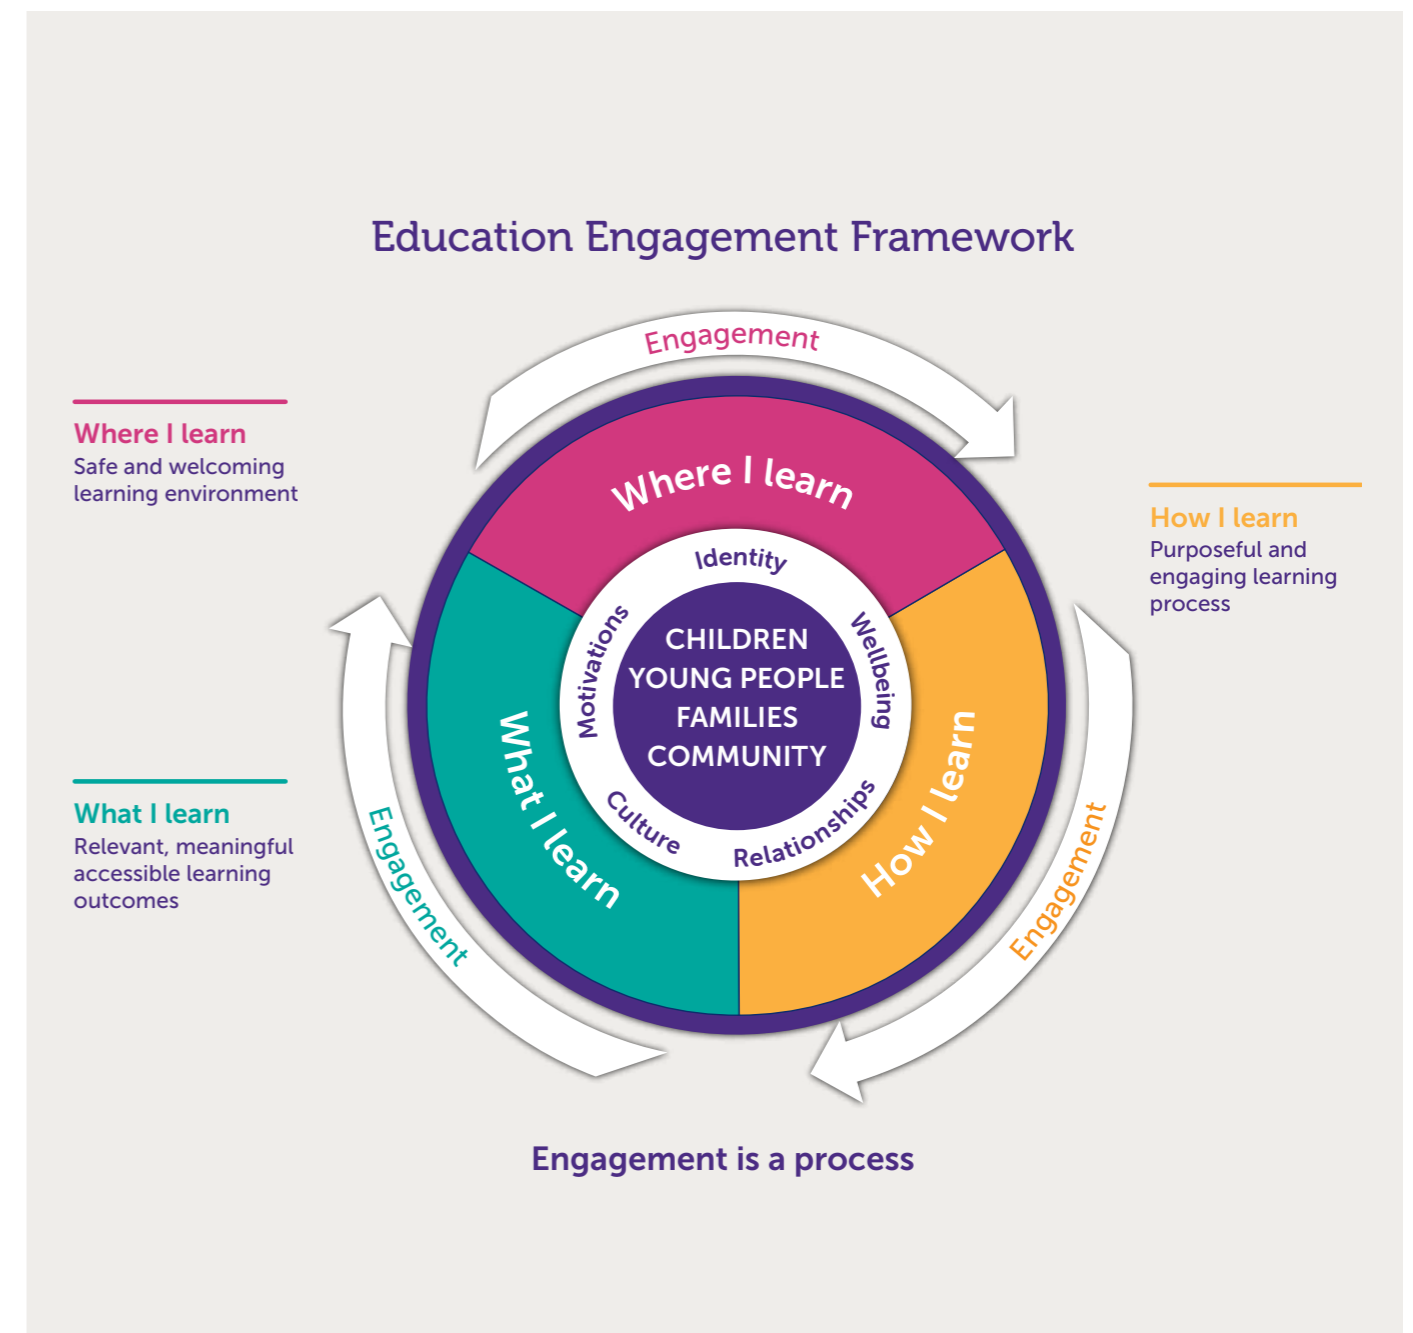 Education Engagement Framework
Engagement
Where I learn
Safe and welcoming
learning environment
How I learn
Purposeful and
engaging learning
process
What I learn
Relevant, meaningful
accessible learning
outcomes
Where I learn
How I learn
What I learn
Identity
Wellbeing
Relationships
Culture
Motivations
CHILDREN
YOUNG PEOPLE
FAMILIES
COMMUNITY
Engagement
Engagement
Engagement is a process